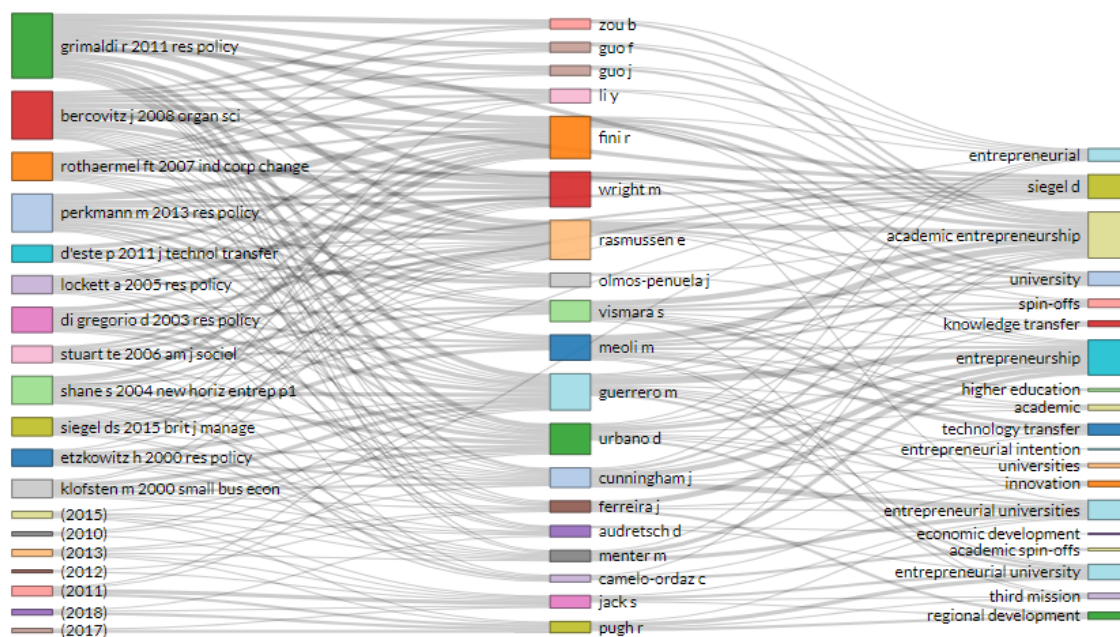 grimaldi r 2011 res policy
bercovitz j 2008 organ sci
rothaermel ft 2007 ind corp change
perkmann m 2013 res policy
d'este p 2011 j technol transfer
lockett a 2005 res policy
di gregorio d 2003 res policy
stuart te 2006 am j sociol
shane s 2004 new horiz entrep p1
siegel ds 2015 brit j manage
etzkowitz h 2000 res policy
klofsten m 2000 small bus econ
(2015)
(2010)
(2013)
(2012)
(2011)
(2018)
(2017)
zou b
guo f
guo j
li y
fini r
wright m
rasmussen e
olmos-penuela j
vismara s
meoli m
guerrero m
urbano d
cunningham j
ferreira j
audretsch d
menter m
camelo-ordaz c
jack s
pugh r
entrepreneurial
siegel d
academic entrepreneurship
university
spin-offs
knowledge transfer
entrepreneurship
higher education
academic
technology transfer
entrepreneurial intention
universities
innovation
entrepreneurial universities
economic development
academic spin-offs
entrepreneurial university
third mission
regional development